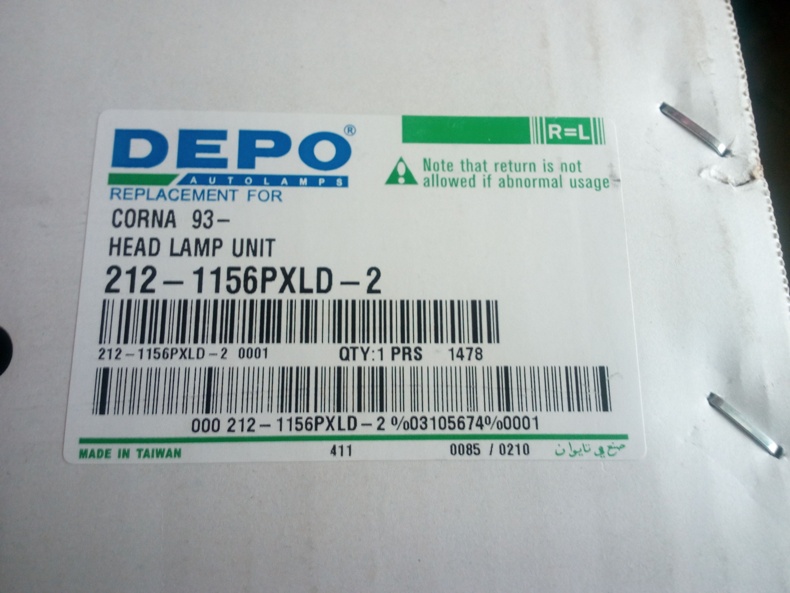 DEPO®
AUTOLAMPS
R=L
Note that return is not
allowed if abnormal usage
REPLACEMENT FOR
CORNA 93-
HEAD LAMP UNIT
212-1156PXLD-2
212-1156PXLD-2 0001 QTY:1 PRS 1478
000 212-1156PXLD-2%03105674%0001
MADE IN TAIWAN 411 0085 / 0210 صنع في تايوان